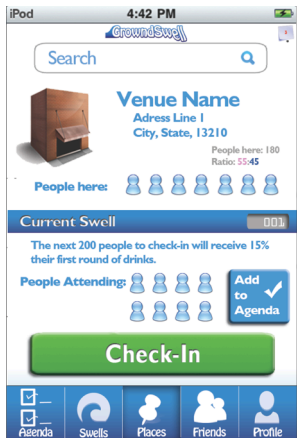 iPod 4:42 PM
GrowndSwell
Search
Venue Name
Adress Line 1
City, State, 13210
People here: 180
Ratio: 55:45
People here:
Current Swell 001
The next 200 people to check-in will receive 15%
their first round of drinks.
People Attending:
Add
to
Agenda
Check-In
Agenda Swells Places Friends Profile